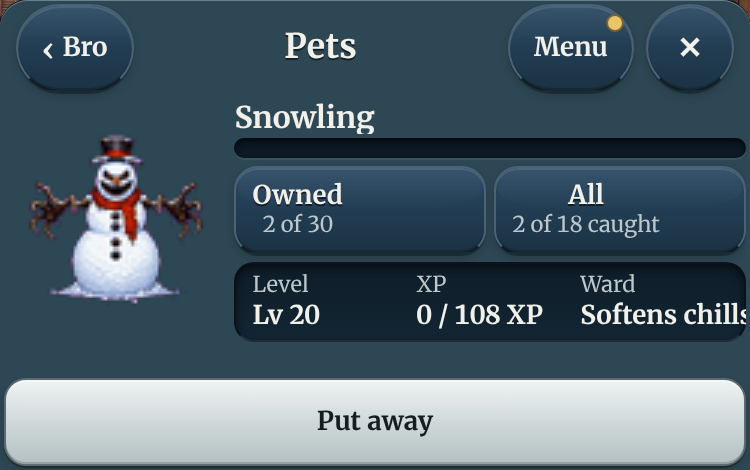 ‹ Bro
Pets
Menu
✕
Snowling
Owned
2 of 30
All
2 of 18 caught
Level
XP
Ward
Lv 20
0 / 108 XP
Softens chills
Put away